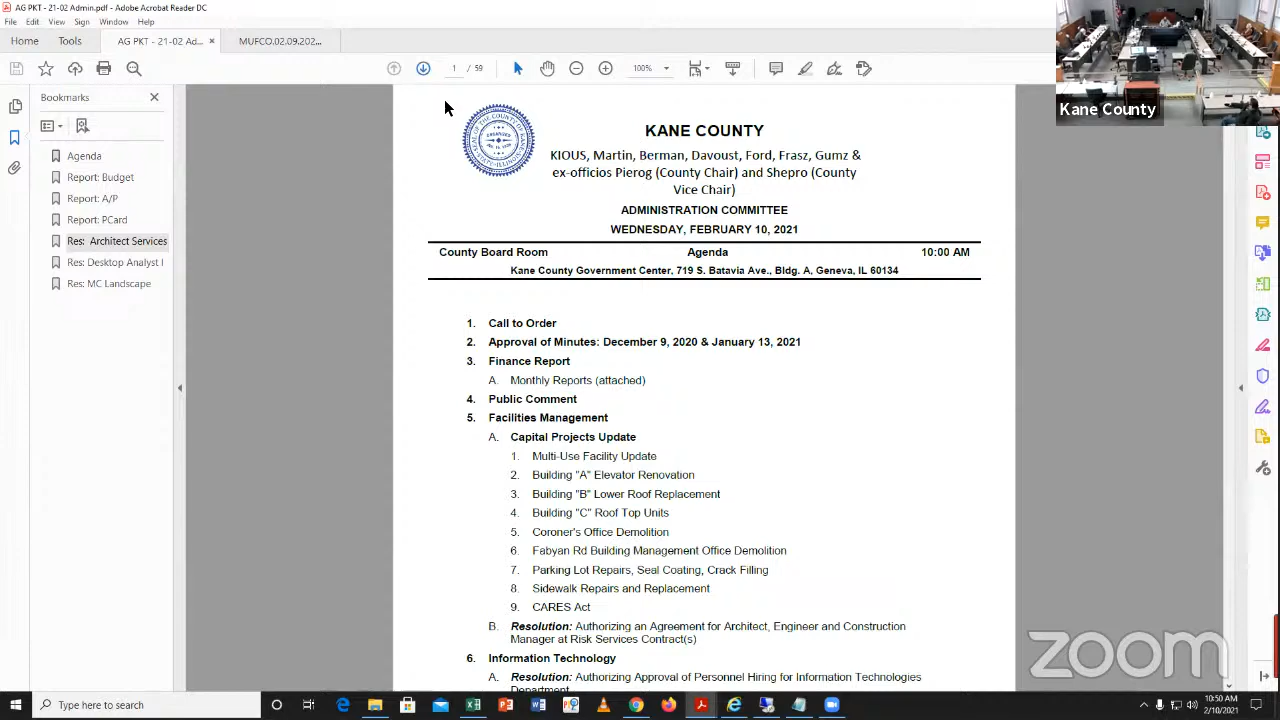 AG PKT - 21-02 Admin.pdf - Adobe Acrobat Reader DC
File Edit View Sign Window Help
Home Tools AG PKT - 21-02 Ad... × MUFCO.02.09.202...
59 100%
Bookmarks
Agenda
Report: Budget
Report: A/P
Report: PCard
Res: Architect Services
Res: Desktop Analyst I
Res: MC Landscape
KANE COUNTY
KIOUS, Martin, Berman, Davoust, Ford, Frasz, Gumz &
ex-officios Pierog (County Chair) and Shepro (County
Vice Chair)
ADMINISTRATION COMMITTEE
WEDNESDAY, FEBRUARY 10, 2021
County Board Room Agenda 10:00 AM
Kane County Government Center, 719 S. Batavia Ave., Bldg. A, Geneva, IL 60134
1. Call to Order
2. Approval of Minutes: December 9, 2020 & January 13, 2021
3. Finance Report
A. Monthly Reports (attached)
4. Public Comment
5. Facilities Management
A. Capital Projects Update
1. Multi-Use Facility Update
2. Building "A" Elevator Renovation
3. Building "B" Lower Roof Replacement
4. Building "C" Roof Top Units
5. Coroner's Office Demolition
6. Fabyan Rd Building Management Office Demolition
7. Parking Lot Repairs, Seal Coating, Crack Filling
8. Sidewalk Repairs and Replacement
9. CARES Act
B. Resolution: Authorizing an Agreement for Architect, Engineer and Construction
Manager at Risk Services Contract(s)
6. Information Technology
A. Resolution: Authorizing Approval of Personnel Hiring for Information Technologies
Department
Kane County
zoom
Type here to search
10:50 AM
2/10/2021